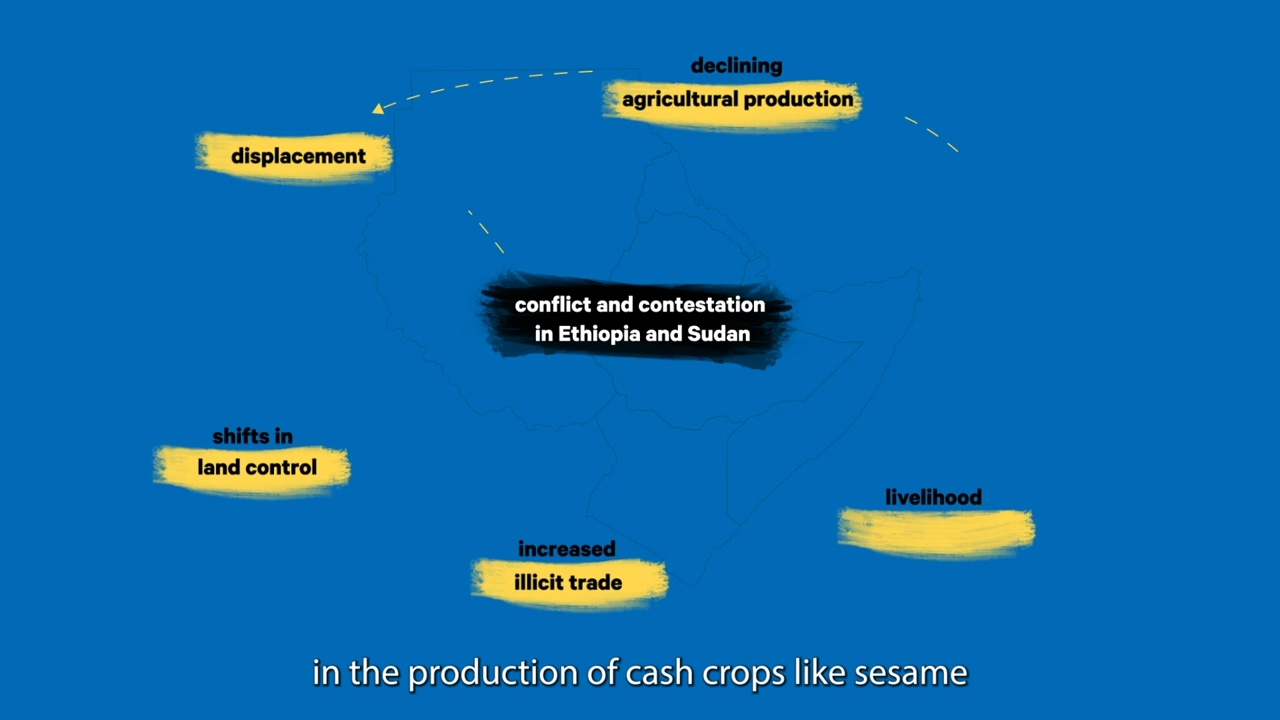 declining
agricultural production
displacement
conflict and contestation
in Ethiopia and Sudan
shifts in
land control
livelihood
increased
illicit trade
in the production of cash crops like sesame